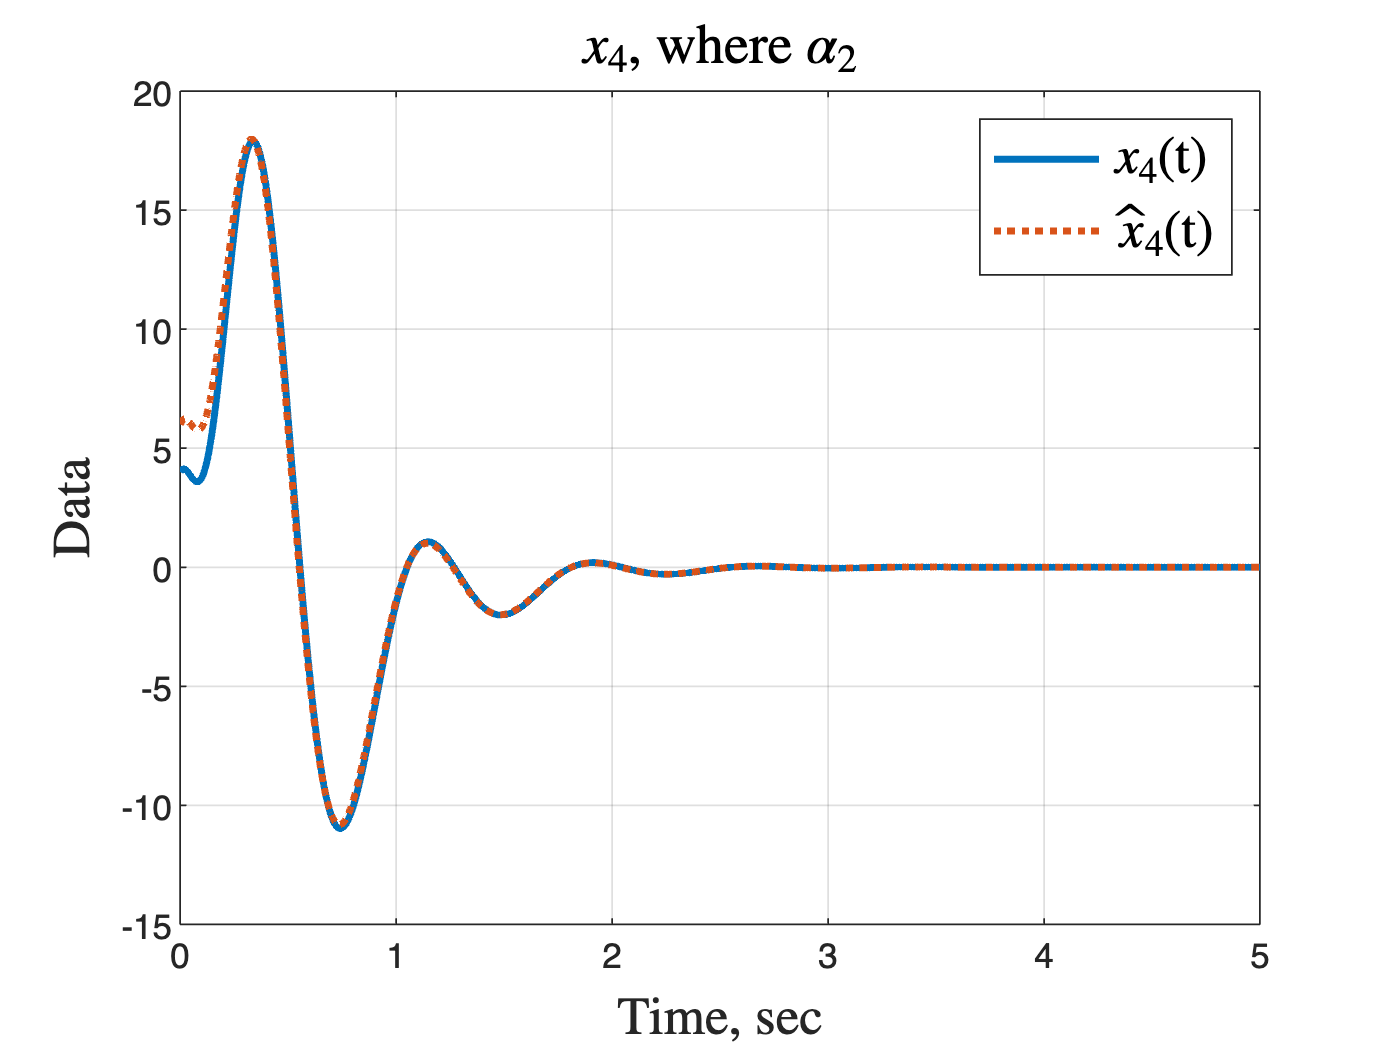 x₄, where α₂
20
15
10
5
0
-5
-10
-15
Data
x₄(t)
x̂₄(t)
0 1 2 3 4 5
Time, sec